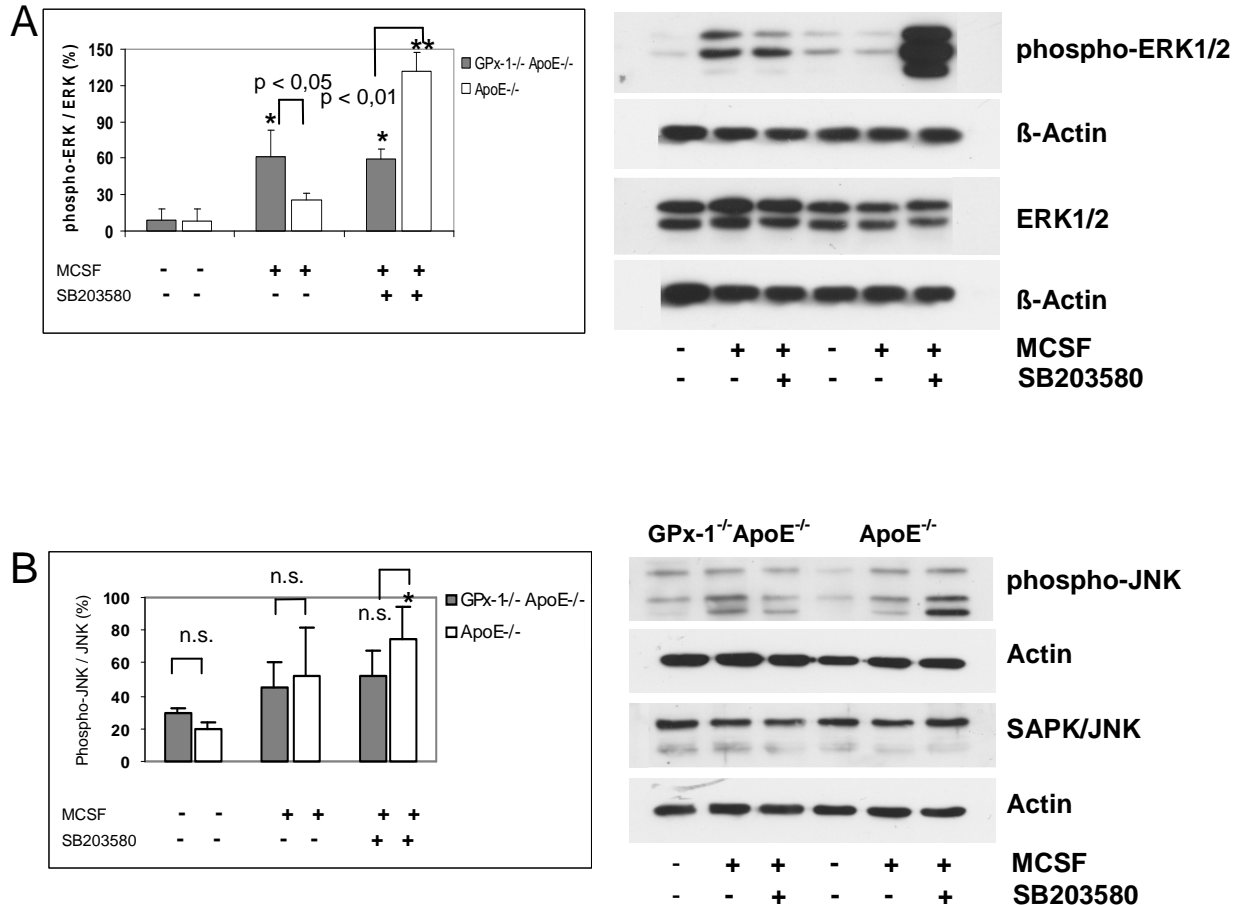 A
phospho-ERK / ERK (%)
150
120
90
60
30
0
p < 0,05
p < 0,01
*
*
**
GPx-1-/- ApoE-/-
ApoE-/-
MCSF - - + + + +
SB203580 - - - - + +
phospho-ERK1/2
ß-Actin
ERK1/2
ß-Actin
- + + - + + MCSF
- - + - - + SB203580
B
Phospho-JNK / JNK (%)
100
80
60
40
20
0
n.s.
n.s.
n.s.
*
GPx-1-/- ApoE-/-
ApoE-/-
MCSF - - + + + +
SB203580 - - - - + +
GPx-1-/-ApoE-/- ApoE-/-
phospho-JNK
Actin
SAPK/JNK
Actin
- + + - + + MCSF
- - + - - + SB203580